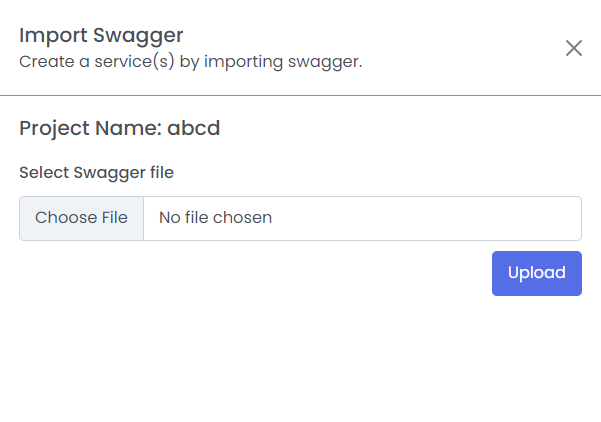 Import Swagger
Create a service(s) by importing swagger.
Project Name: abcd
Select Swagger file
Choose File No file chosen
Upload